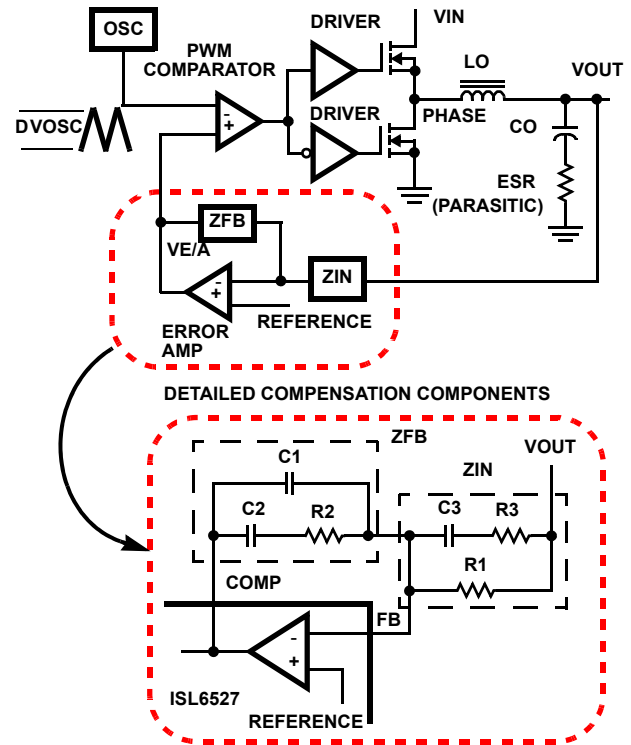 OSC
PWM
COMPARATOR
DRIVER
VIN
LO
VOUT
DVOSC
-
+
DRIVER
PHASE
CO
ESR
(PARASITIC)
ZFB
VE/A
-
+
ZIN
REFERENCE
ERROR
AMP
DETAILED COMPENSATION COMPONENTS
ZFB
VOUT
C1
ZIN
C2
R2
C3
R3
R1
COMP
FB
-
+
ISL6527
REFERENCE